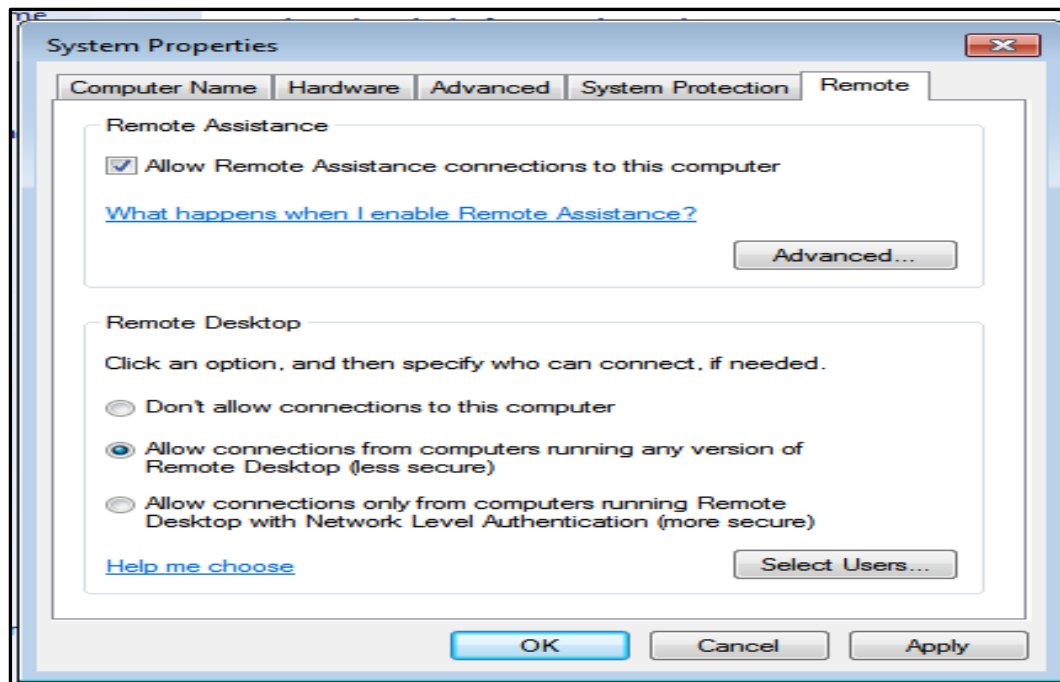 System Properties
Computer Name Hardware Advanced System Protection Remote
Remote Assistance
Allow Remote Assistance connections to this computer
What happens when I enable Remote Assistance?
Advanced...
Remote Desktop
Click an option, and then specify who can connect, if needed.
Don't allow connections to this computer
Allow connections from computers running any version of
Remote Desktop (less secure)
Allow connections only from computers running Remote
Desktop with Network Level Authentication (more secure)
Help me choose
Select Users...
OK Cancel Apply